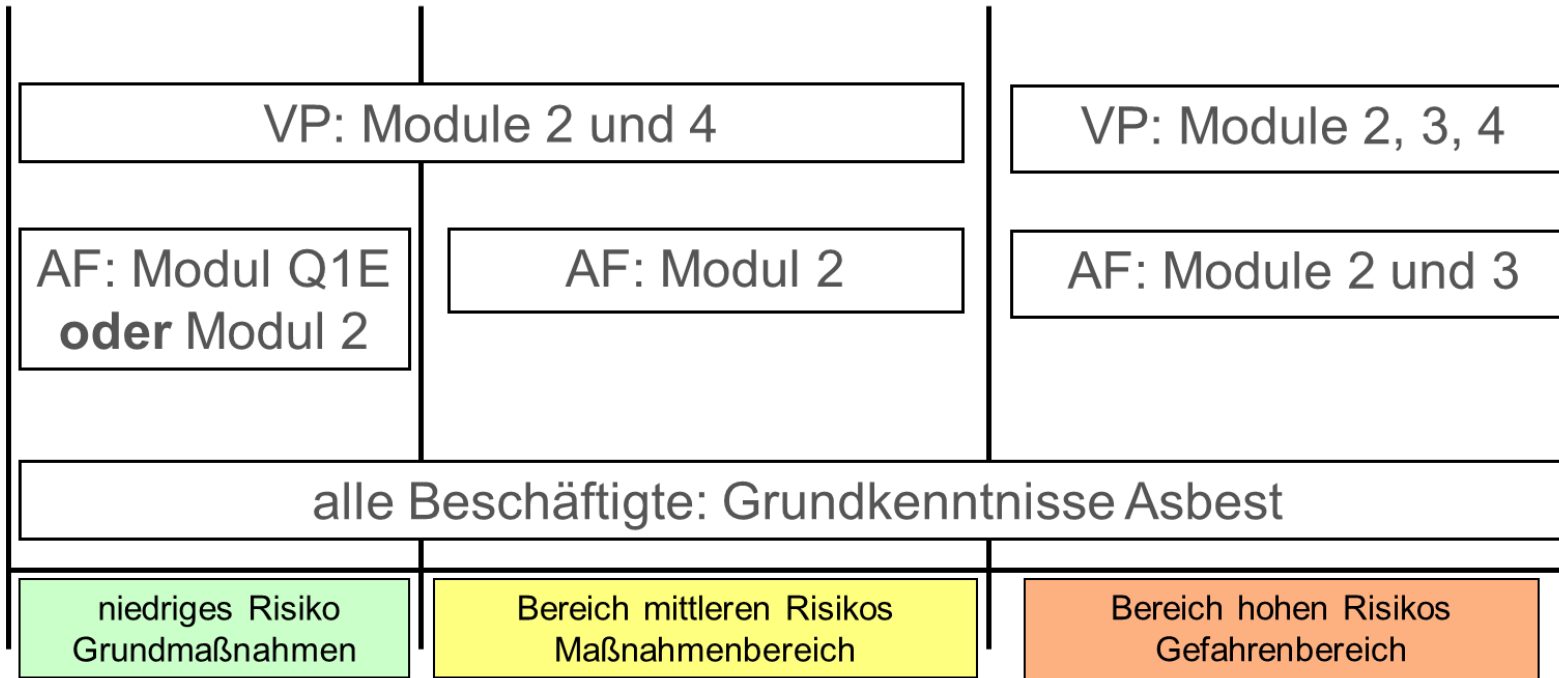 VP: Module 2 und 4
VP: Module 2, 3, 4
AF: Modul Q1E
oder Modul 2
AF: Modul 2
AF: Module 2 und 3
alle Beschäftigte: Grundkenntnisse Asbest
niedriges Risiko
Grundmaßnahmen
Bereich mittleren Risikos
Maßnahmenbereich
Bereich hohen Risikos
Gefahrenbereich